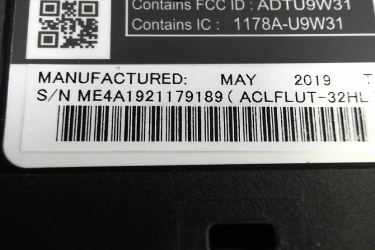 Contains FCC ID : ADTU9W31
Contains IC : 1178A-U9W31
MANUFACTURED: MAY 2019 T
S/N ME4A1921179189 ( ACLFLUT-32HL